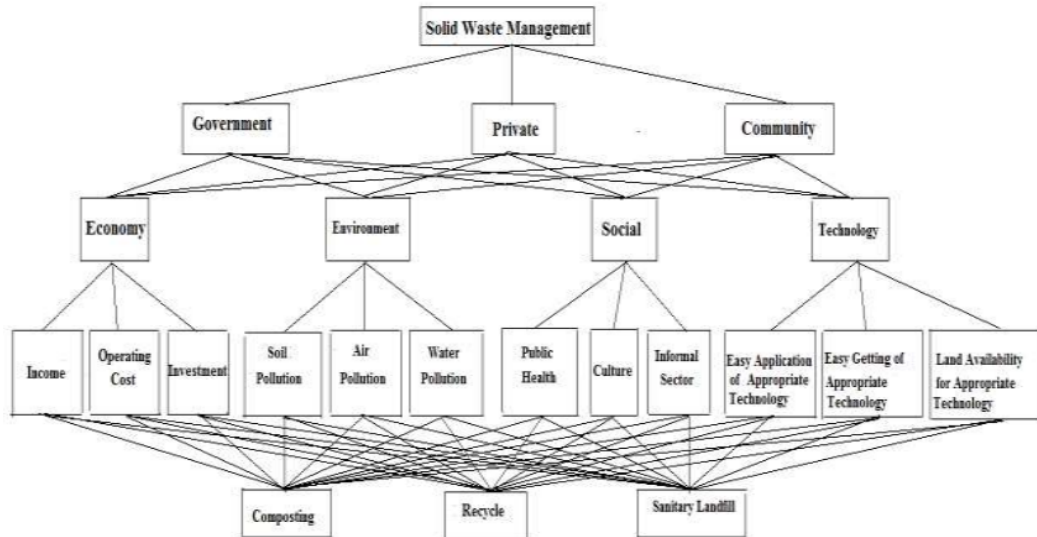 Solid Waste Management
Government
Private
Community
Economy
Environment
Social
Technology
Income
Operating
Cost
Investment
Soil
Pollution
Air
Pollution
Water
Pollution
Public
Health
Culture
Informal
Sector
Easy Application
of Appropriate
Technology
Easy Getting of
Appropriate
Technology
Land Availability
for Appropriate
Technology
Composting
Recycle
Sanitary Landfill